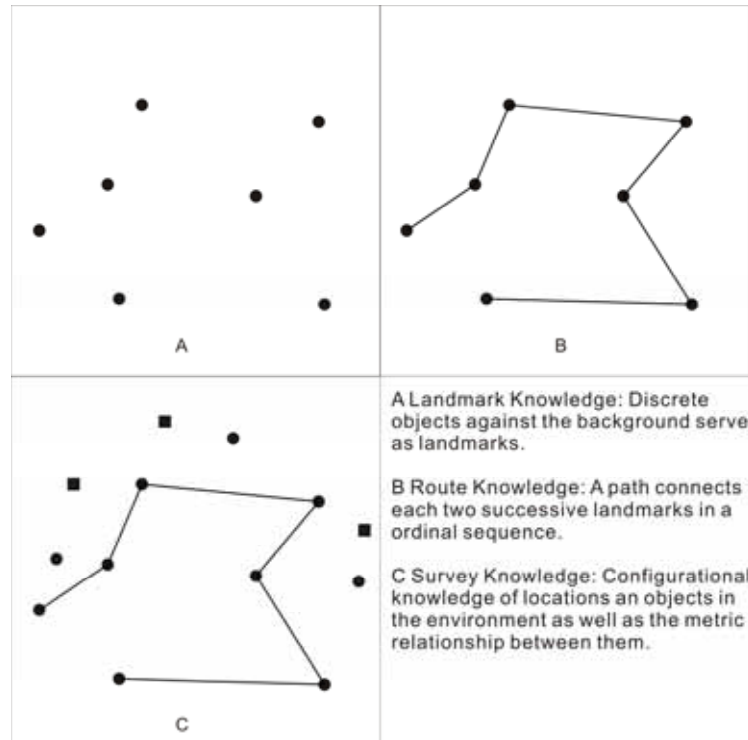 A
B
C
A Landmark Knowledge: Discrete
objects against the background serve
as landmarks.
B Route Knowledge: A path connects
each two successive landmarks in a
ordinal sequence.
C Survey Knowledge: Configurational
knowledge of locations an objects in
the environment as well as the metric
relationship between them.